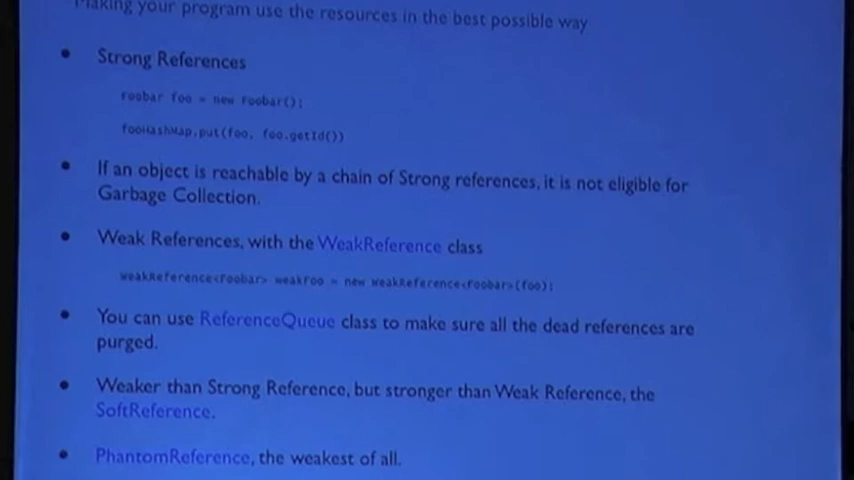 Making your program use the resources in the best possible way
• Strong References
Foobar foo = new Foobar();
fooHashMap.put(foo, foo.getId())
• If an object is reachable by a chain of Strong references, it is not eligible for
Garbage Collection.
• Weak References, with the WeakReference class
WeakReference<Foobar> weakFoo = new WeakReference<Foobar>(foo);
• You can use ReferenceQueue class to make sure all the dead references are
purged.
• Weaker than Strong Reference, but stronger than Weak Reference, the
SoftReference.
• PhantomReference, the weakest of all.